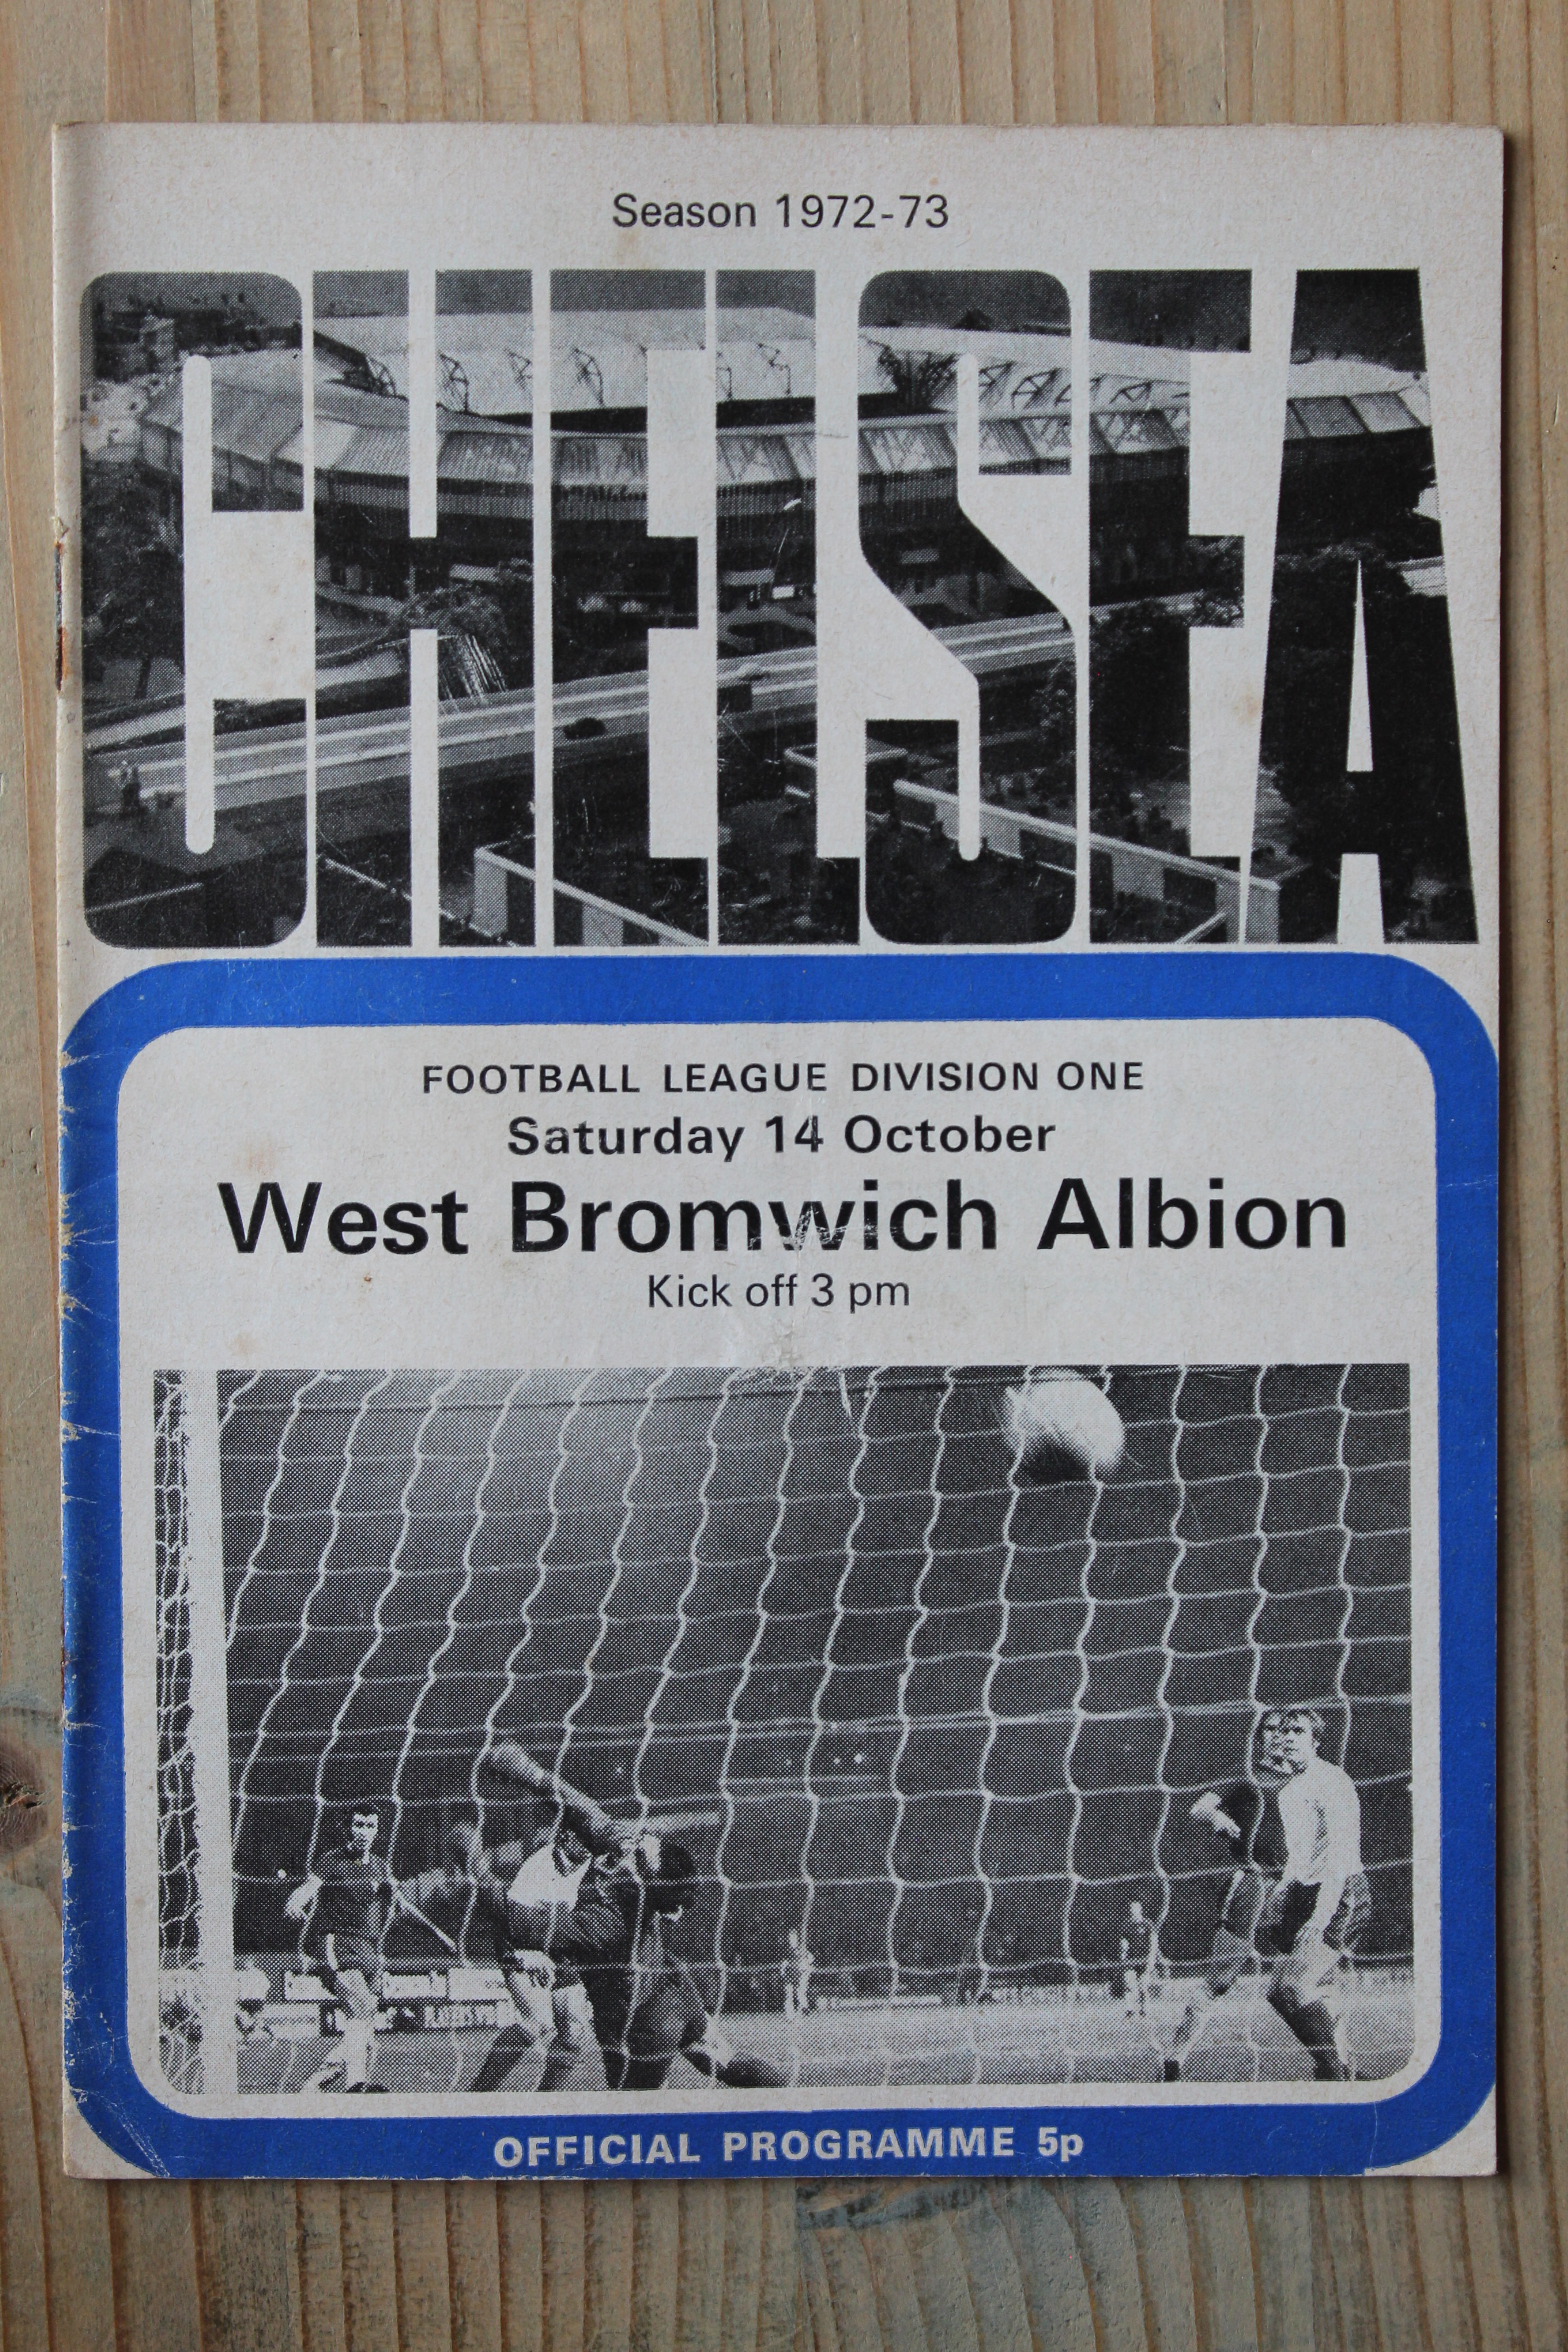 Season 1972-73
CHELSEA
FOOTBALL LEAGUE DIVISION ONE
Saturday 14 October
West Bromwich Albion
Kick off 3 pm
OFFICIAL PROGRAMME 5p